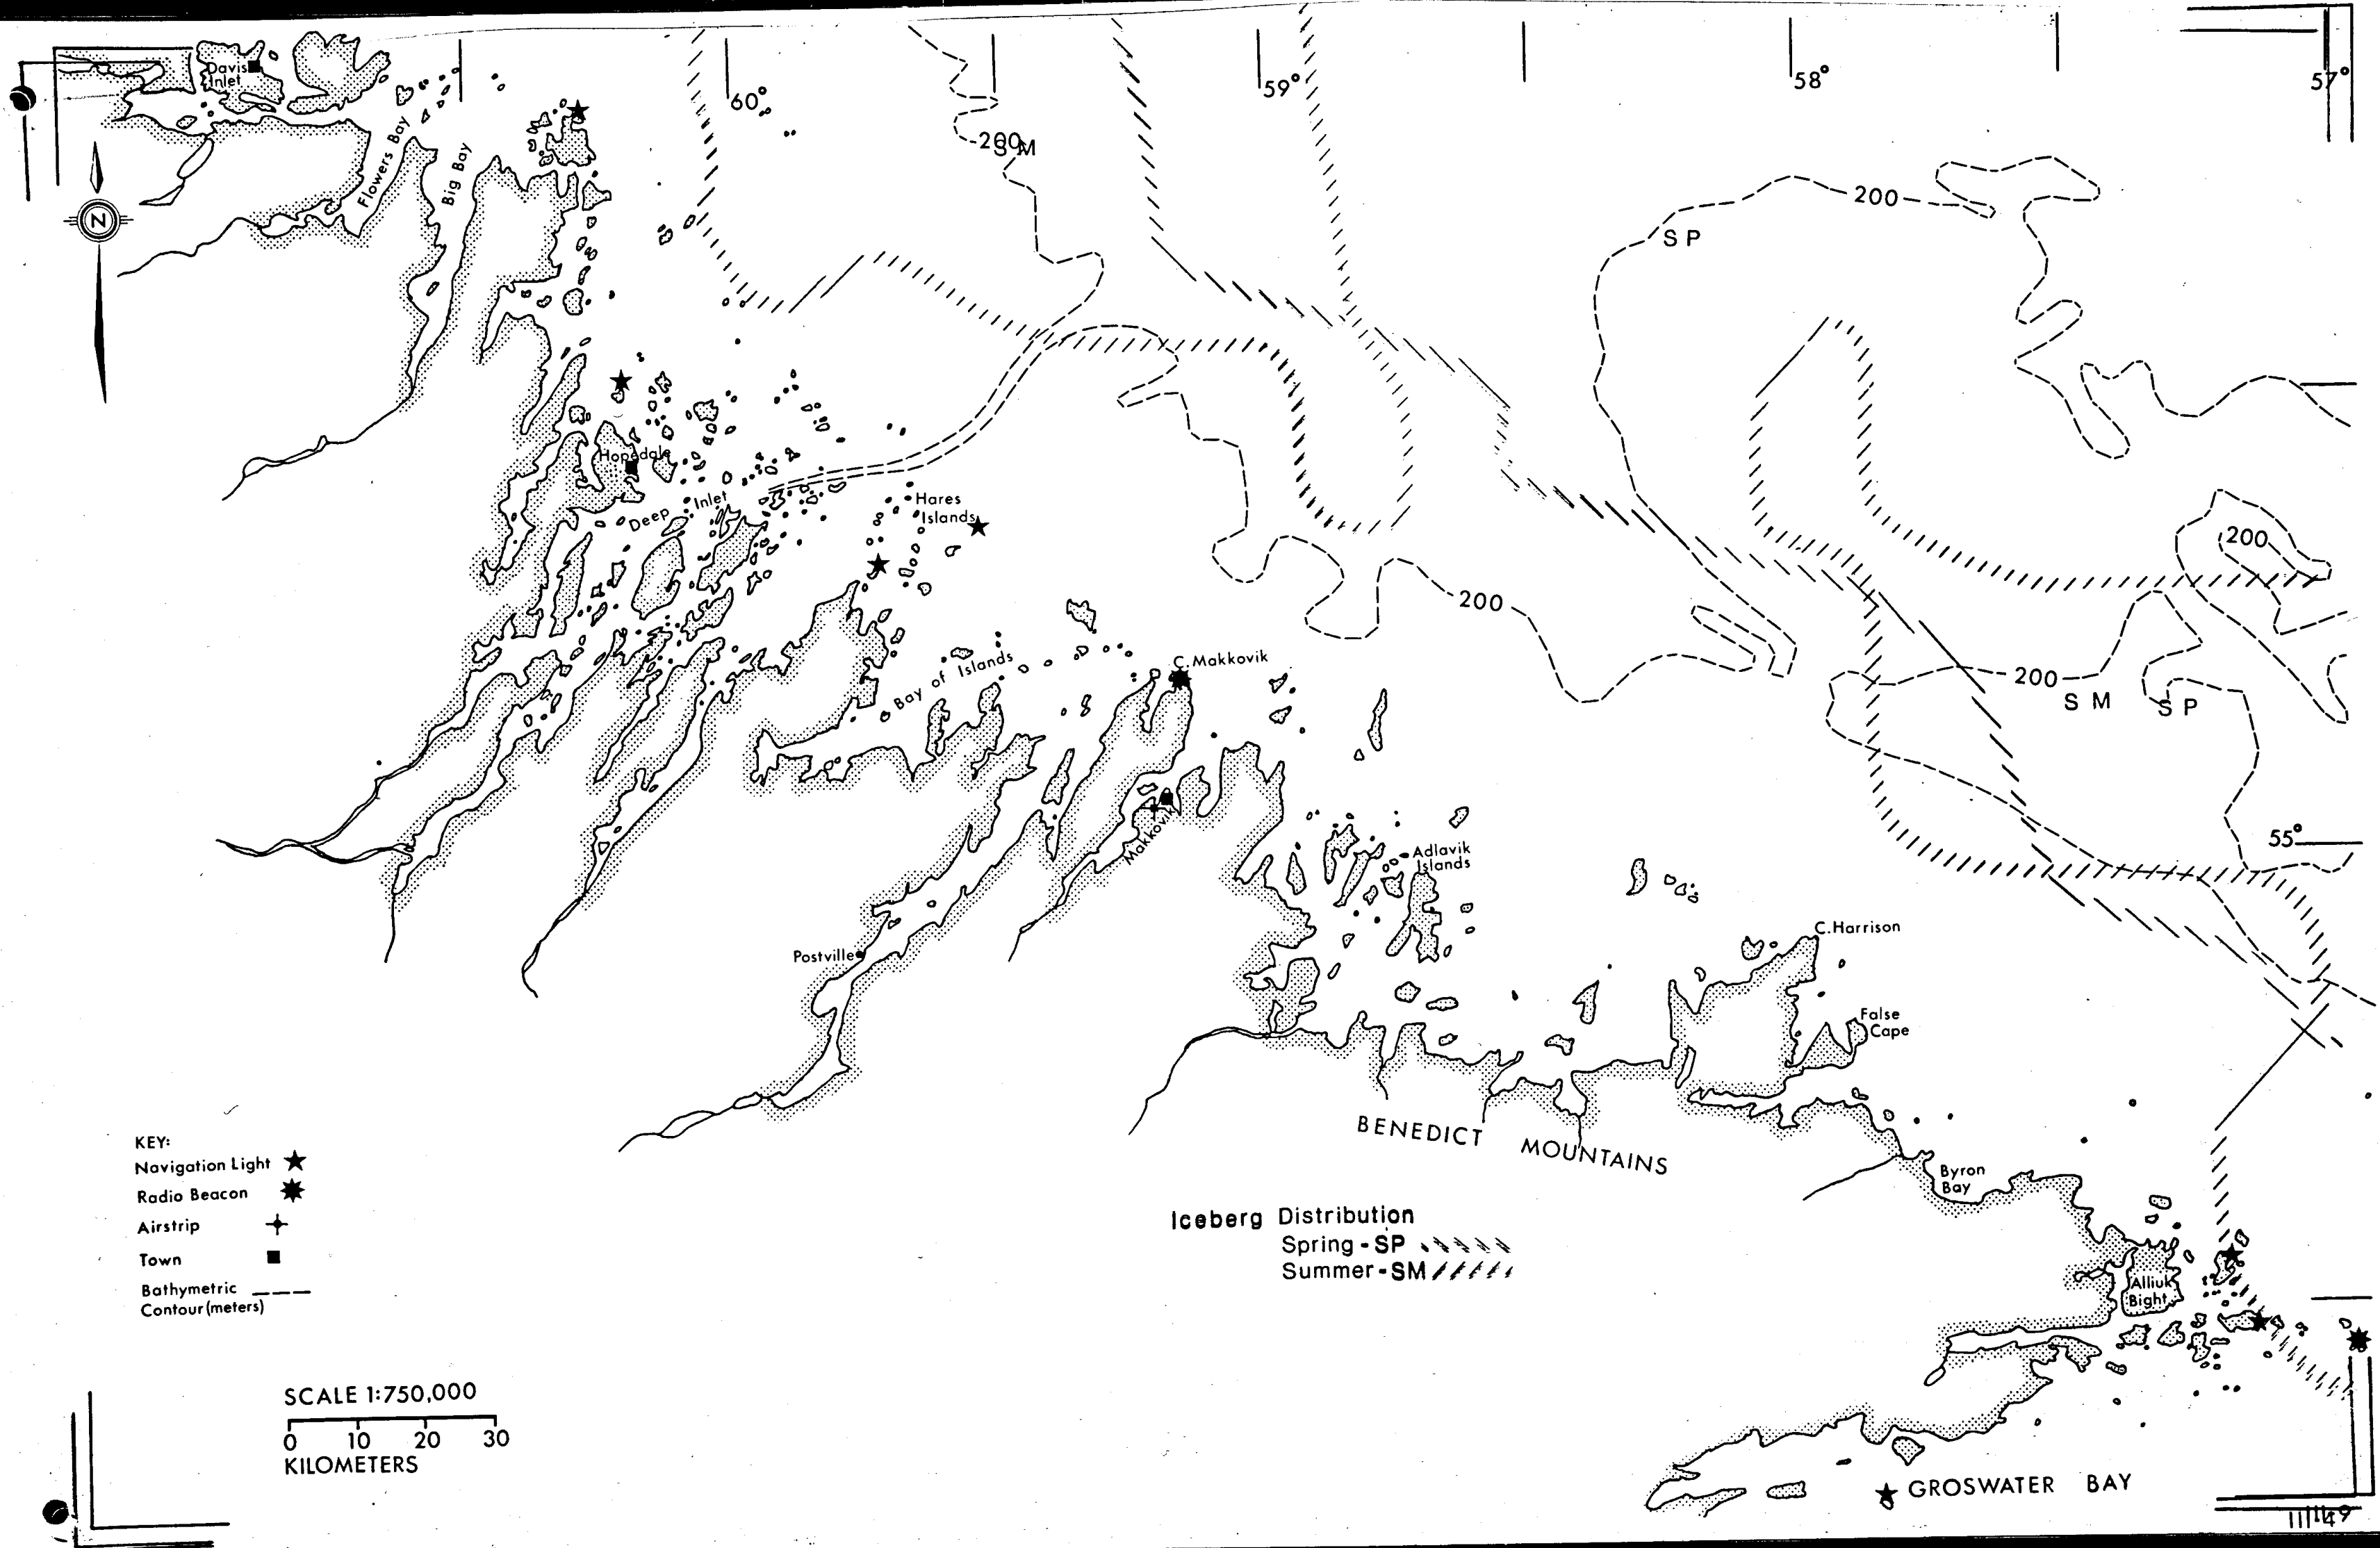 Davis
Inlet
60°
59°
58°
57°
Flowers Bay
Big Bay
200
S M
200
S P
N
Hopedale
Deep Inlet
Hares
Islands
200
200
C. Makkovik
Bay of Islands
200
S M
S P
Makkovik
55°
Adlavik
Islands
C. Harrison
Postville
False
Cape
BENEDICT MOUNTAINS
Byron
Bay
KEY:
Navigation Light
Radio Beacon
Airstrip
Town
Bathymetric
Contour (meters)
Iceberg Distribution
Spring - SP
Summer - SM
Alliuk
Bight
SCALE 1:750,000
0 10 20 30
KILOMETERS
GROSWATER BAY